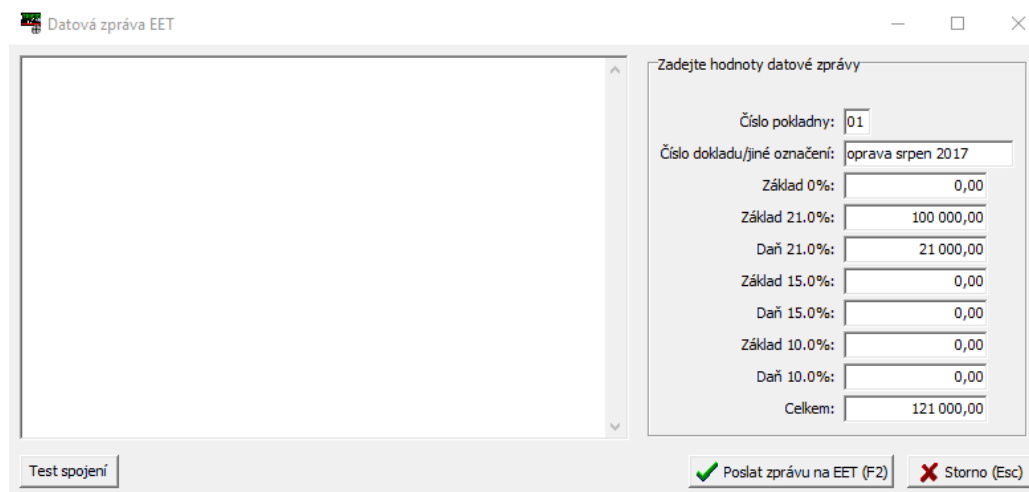 Datová zpráva EET
Zadejte hodnoty datové zprávy
Číslo pokladny: 01
Číslo dokladu/jiné označení: oprava srpen 2017
Základ 0%: 0,00
Základ 21.0%: 100 000,00
Daň 21.0%: 21 000,00
Základ 15.0%: 0,00
Daň 15.0%: 0,00
Základ 10.0%: 0,00
Daň 10.0%: 0,00
Celkem: 121 000,00
Test spojení Poslat zprávu na EET (F2) Storno (Esc)